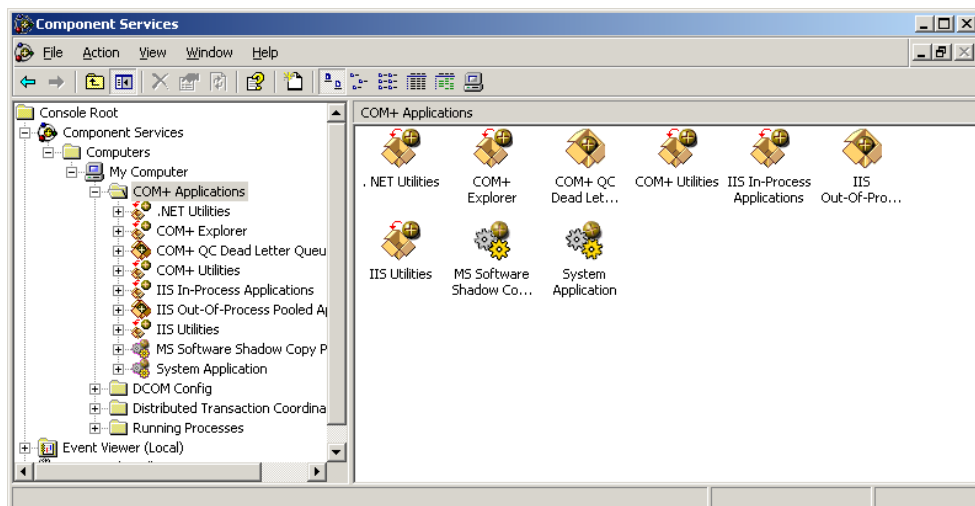 Component Services
File Action View Window Help
Console Root
Component Services
Computers
My Computer
COM+ Applications
.NET Utilities
COM+ Explorer
COM+ QC Dead Letter Queu
COM+ Utilities
IIS In-Process Applications
IIS Out-Of-Process Pooled A
IIS Utilities
MS Software Shadow Copy P
System Application
DCOM Config
Distributed Transaction Coordina
Running Processes
Event Viewer (Local)
COM+ Applications
. NET Utilities
COM+
Explorer
COM+ QC
Dead Let...
COM+ Utilities
IIS In-Process
Applications
IIS
Out-Of-Pro...
IIS Utilities
MS Software
Shadow Co...
System
Application